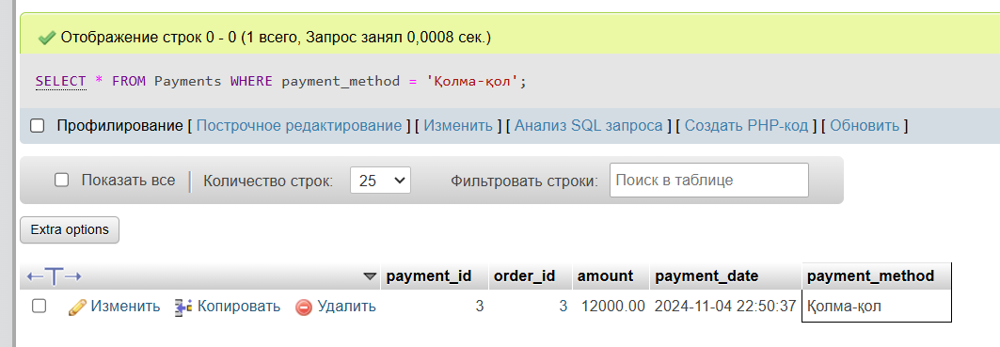 Отображение строк 0 - 0 (1 всего, Запрос занял 0,0008 сек.)
SELECT * FROM Payments WHERE payment_method = 'Қолма-қол';
Профилирование [ Построчное редактирование ] [ Изменить ] [ Анализ SQL запроса ] [ Создать PHP-код ] [ Обновить ]
Показать все Количество строк: 25 Фильтровать строки: Поиск в таблице
Extra options
payment_id order_id amount payment_date payment_method
Изменить Копировать Удалить 3 3 12000.00 2024-11-04 22:50:37 Қолма-қол